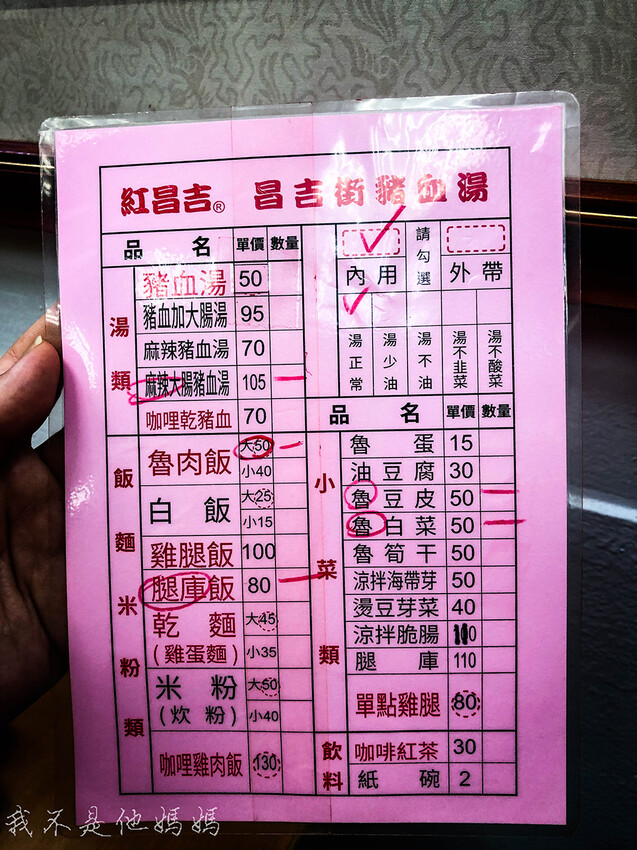 紅昌吉® 昌吉街豬血湯
品名 單價 數量
湯類
豬血湯 50
豬血加大腸湯 95
麻辣豬血湯 70
麻辣大腸豬血湯 105
咖哩乾豬血 70
飯麵米粉類
魯肉飯 大50
小40
白飯 大25
小15
雞腿飯 100
腿庫飯 80
乾麵 大45
(雞蛋麵) 小35
米粉 大50
(炊粉) 小40
咖哩雞肉飯 130
內用 請勾選 外帶
湯正常 湯少油 湯不油 湯不韭菜 湯不酸菜
品名 單價 數量
小菜類
魯蛋 15
油豆腐 30
魯豆皮 50
魯白菜 50
魯筍干 50
涼拌海帶芽 50
燙豆芽菜 40
涼拌脆腸
腿庫 110
單點雞腿 80
飲料
咖啡紅茶 30
紙碗 2
我不是他媽媽